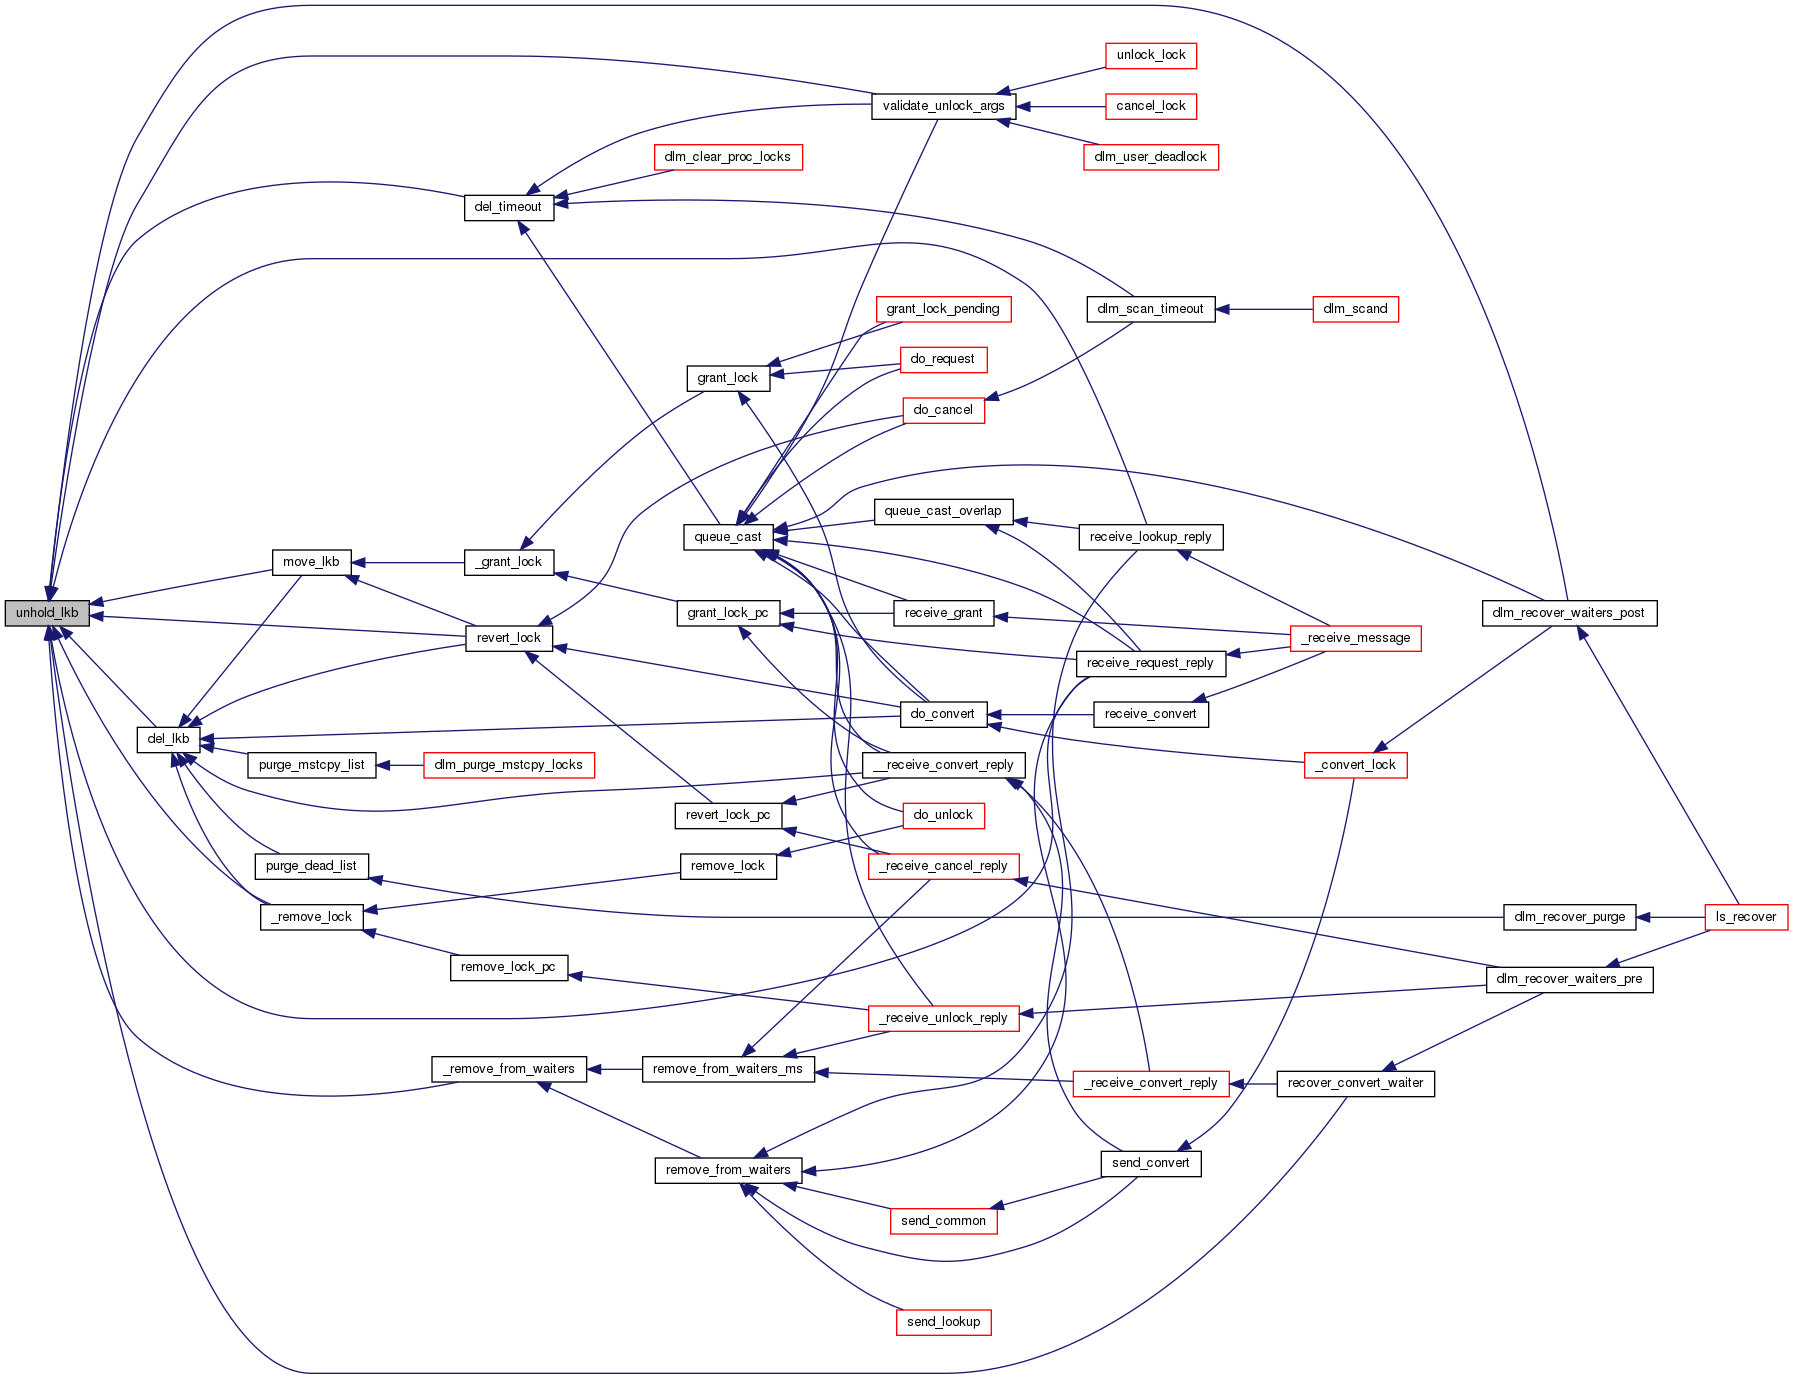 unlock_lock
validate_unlock_args
cancel_lock
dlm_clear_proc_locks
dlm_user_deadlock
del_timeout
grant_lock_pending
dlm_scan_timeout
dlm_scand
do_request
grant_lock
do_cancel
queue_cast_overlap
queue_cast
receive_lookup_reply
move_lkb
_grant_lock
unhold_lkb
grant_lock_pc
receive_grant
dlm_recover_waiters_post
revert_lock
_receive_message
receive_request_reply
do_convert
receive_convert
del_lkb
purge_mstcpy_list
dlm_purge_mstcpy_locks
__receive_convert_reply
_convert_lock
revert_lock_pc
do_unlock
purge_dead_list
remove_lock
_receive_cancel_reply
_remove_lock
dlm_recover_purge
ls_recover
remove_lock_pc
dlm_recover_waiters_pre
_receive_unlock_reply
_remove_from_waiters
remove_from_waiters_ms
_receive_convert_reply
recover_convert_waiter
remove_from_waiters
send_convert
send_common
send_lookup